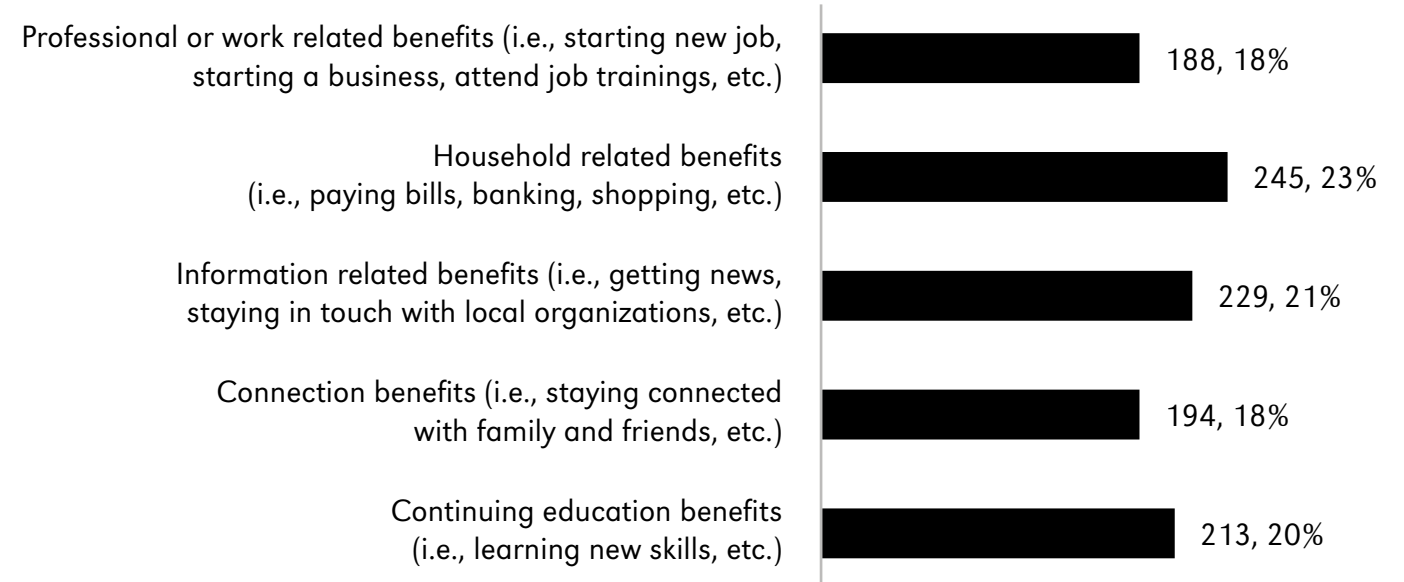 Professional or work related benefits (i.e., starting new job,
starting a business, attend job trainings, etc.)
188, 18%
Household related benefits
(i.e., paying bills, banking, shopping, etc.)
245, 23%
Information related benefits (i.e., getting news,
staying in touch with local organizations, etc.)
229, 21%
Connection benefits (i.e., staying connected
with family and friends, etc.)
194, 18%
Continuing education benefits
(i.e., learning new skills, etc.)
213, 20%